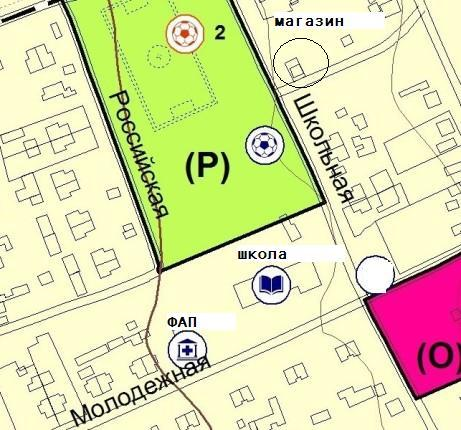 магазин
2
Российская
Школьная
(Р)
школа
ФАП
Молодежная
(О)